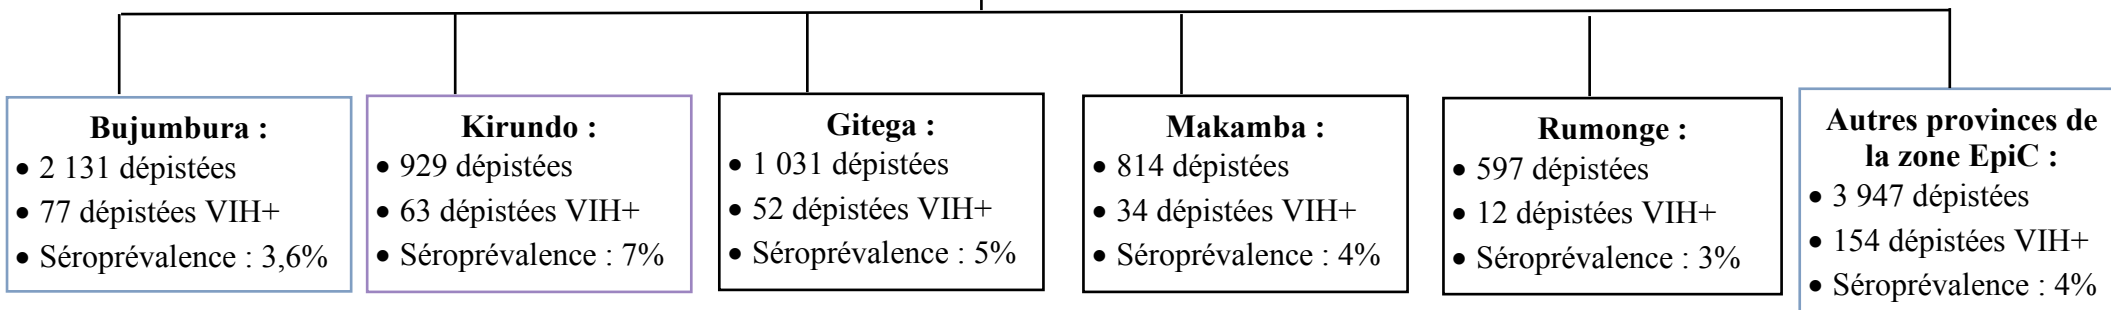 Bujumbura :
• 2 131 dépistées
• 77 dépistées VIH+
• Séroprévalence : 3,6%
Kirundo :
• 929 dépistées
• 63 dépistées VIH+
• Séroprévalence : 7%
Gitega :
• 1 031 dépistées
• 52 dépistées VIH+
• Séroprévalence : 5%
Makamba :
• 814 dépistées
• 34 dépistées VIH+
• Séroprévalence : 4%
Rumonge :
• 597 dépistées
• 12 dépistées VIH+
• Séroprévalence : 3%
Autres provinces de
la zone EpiC :
• 3 947 dépistées
• 154 dépistées VIH+
• Séroprévalence : 4%